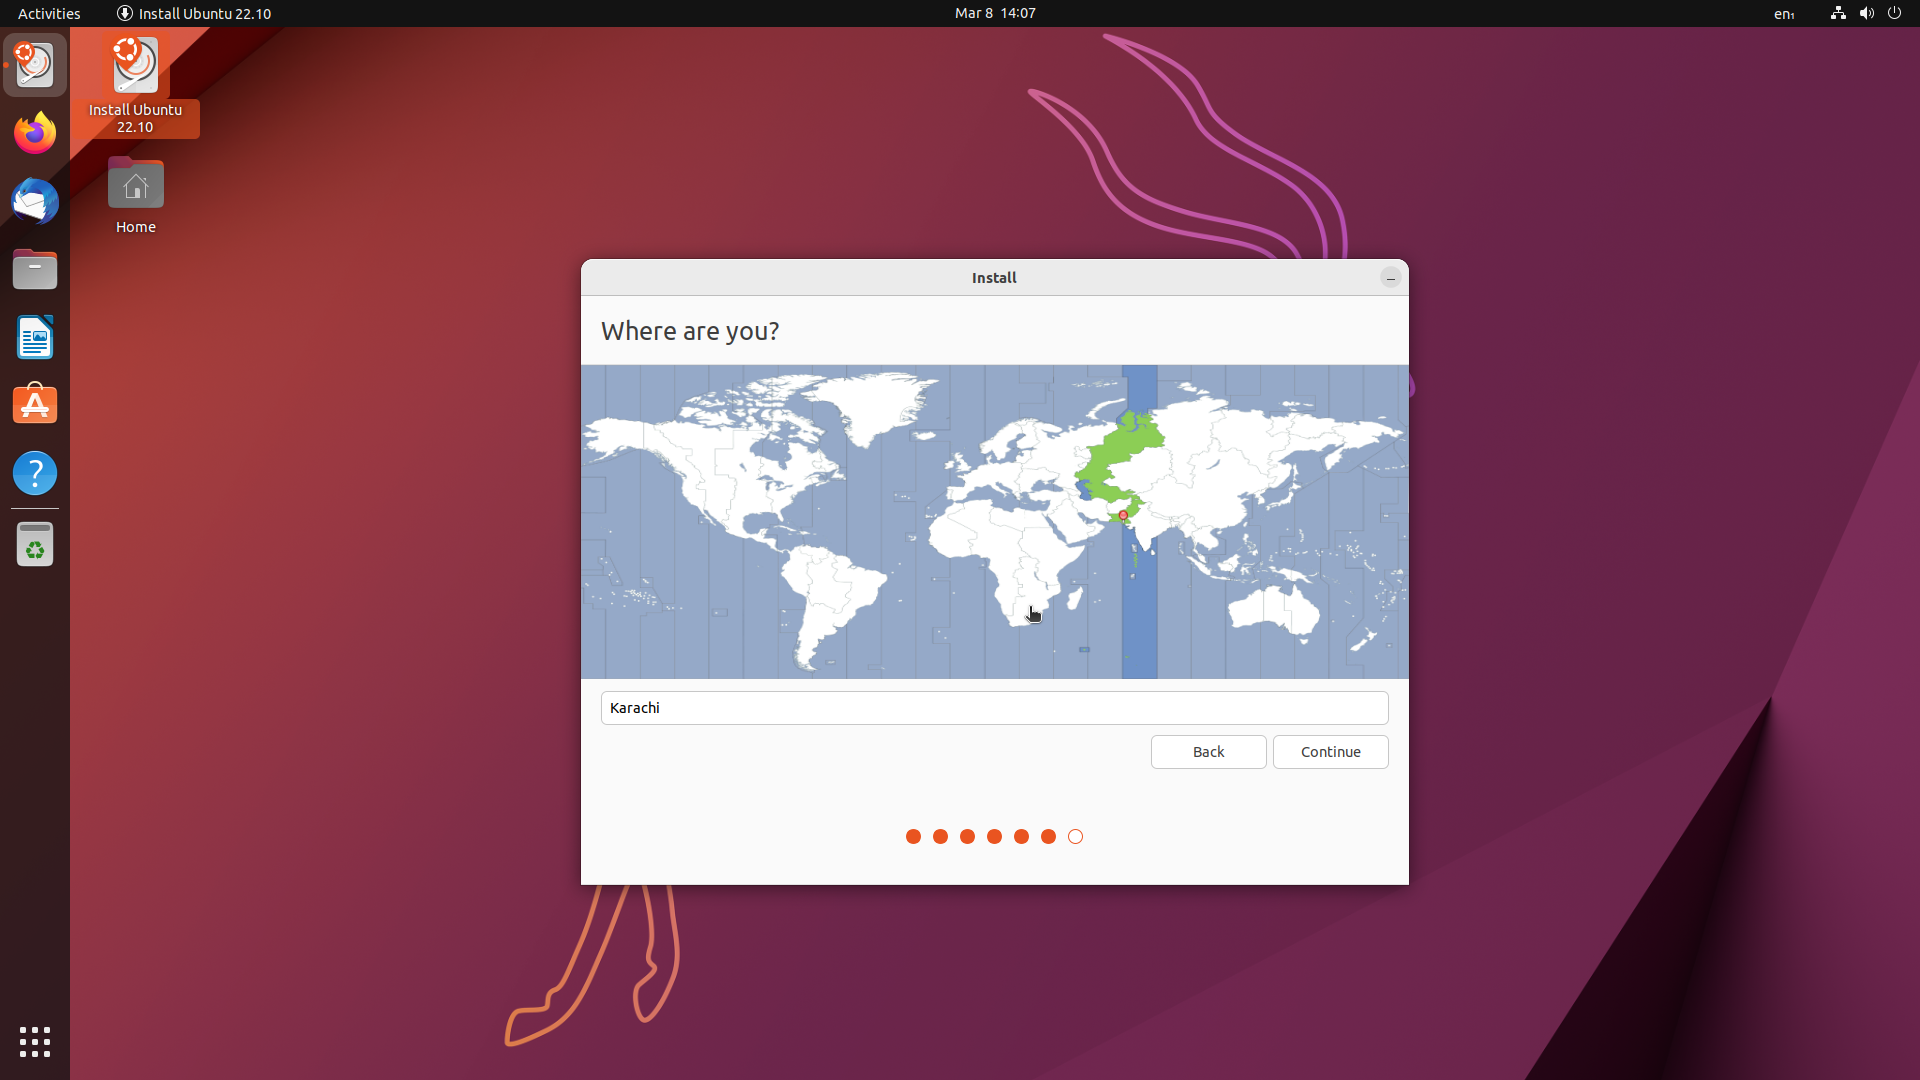 Activities
Install Ubuntu 22.10
Mar 8 14:07
en₁
Install Ubuntu
22.10
Home
Install
Where are you?
Karachi
Back
Continue